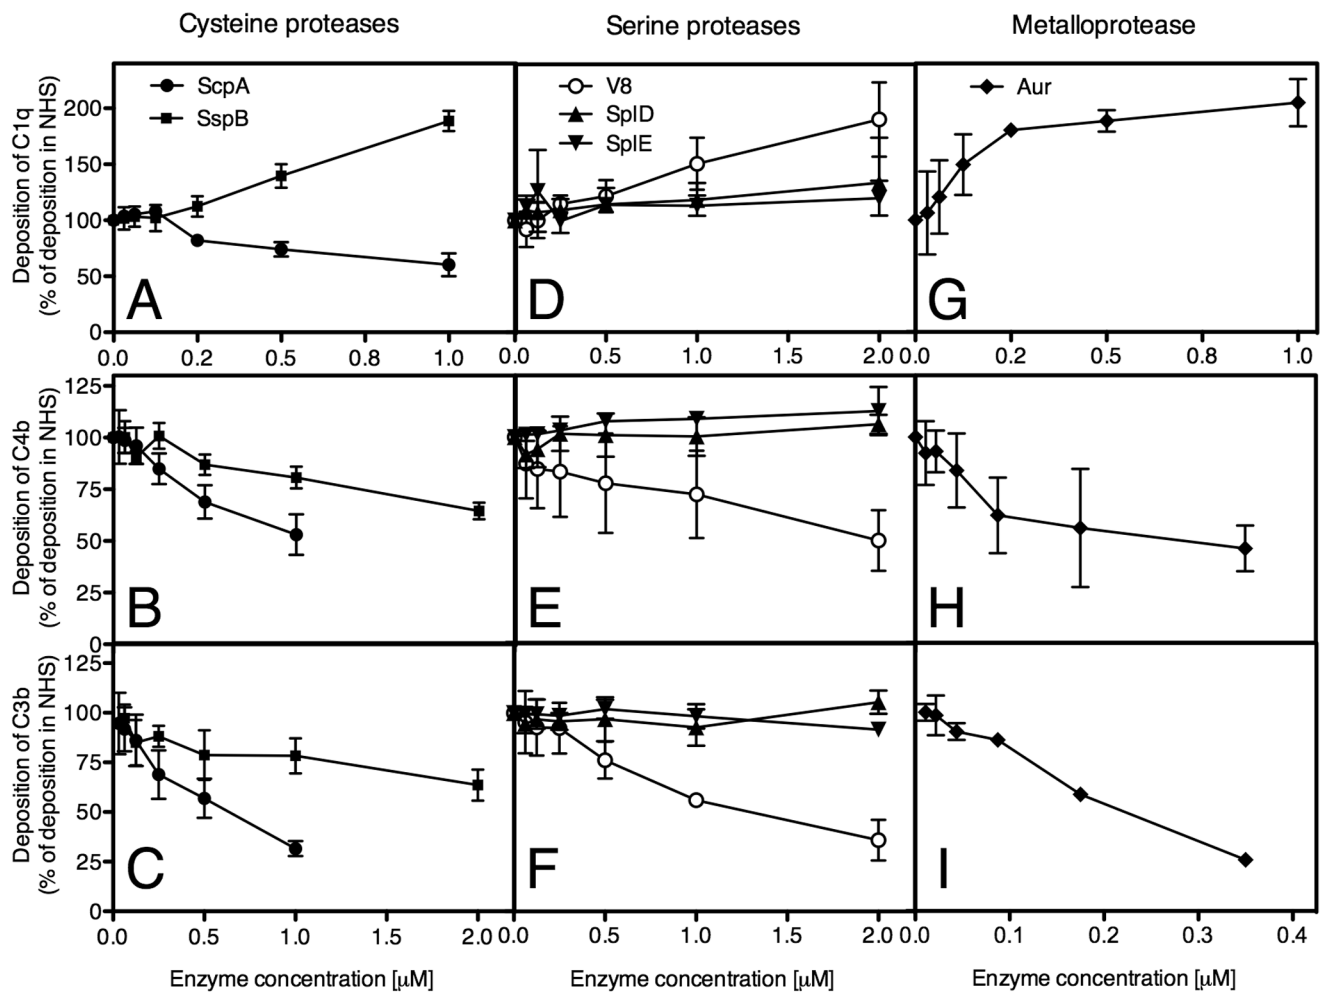 Cysteine proteases
Serine proteases
Metalloprotease
Deposition of C1q
(% of deposition in NHS)
200
150
100
50
0
ScpA
SspB
A
0.0 0.2 0.5 0.8 1.0
V8
SplD
SplE
D
0.0 0.5 1.0 1.5 2.0
Aur
G
0.0 0.2 0.5 0.8 1.0
Deposition of C4b
(% of deposition in NHS)
125
100
75
50
25
0
B
E
H
Deposition of C3b
(% of deposition in NHS)
125
100
75
50
25
0
C
0.0 0.5 1.0 1.5 2.0
F
0.0 0.5 1.0 1.5 2.0
I
0.0 0.1 0.2 0.3 0.4
Enzyme concentration [μM]
Enzyme concentration [μM]
Enzyme concentration [μM]